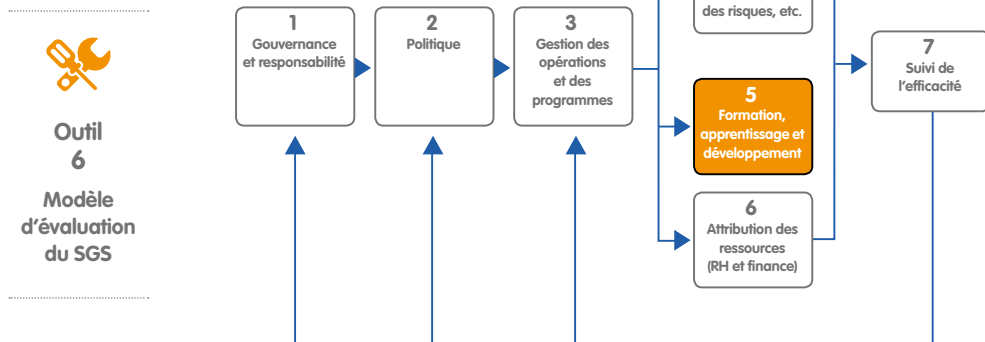 Outil
6
Modèle
d'évaluation
du SGS
1
Gouvernance
et responsabilité
2
Politique
3
Gestion des
opérations
et des
programmes
des risques, etc.
5
Formation,
apprentissage et
développement
6
Attribution des
ressources
(RH et finance)
7
Suivi de
l'efficacité